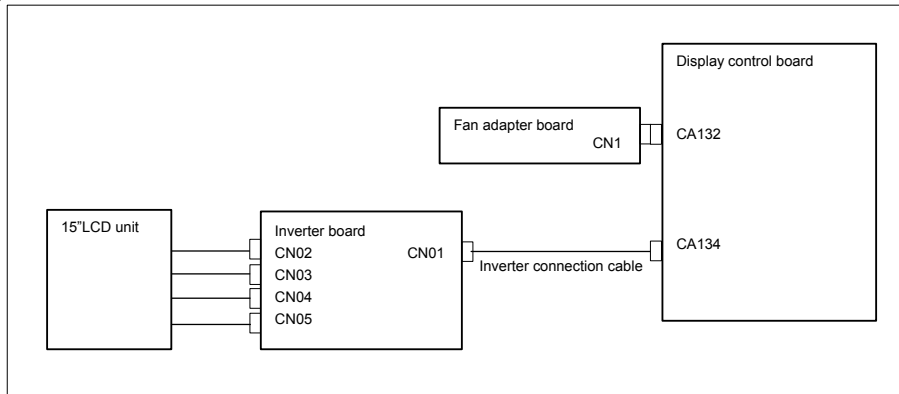 Display control board
Fan adapter board
CN1
CA132
15"LCD unit
Inverter board
CN02
CN01
CA134
CN03
Inverter connection cable
CN04
CN05